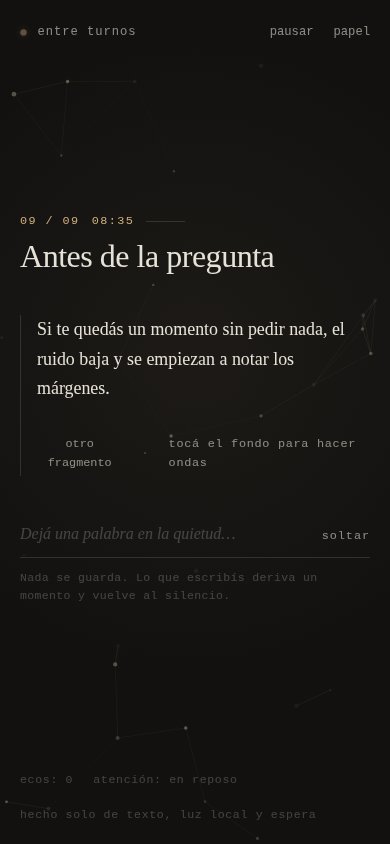 entre turnos
pausar papel
09 / 09 08:35
Antes de la pregunta
Si te quedás un momento sin pedir nada, el
ruido baja y se empiezan a notar los
márgenes.
otro
fragmento
·
tocá el fondo para hacer
ondas
Dejá una palabra en la quietud…
soltar
Nada se guarda. Lo que escribís deriva un
momento y vuelve al silencio.
ecos: 0 atención: en reposo
hecho solo de texto, luz local y espera